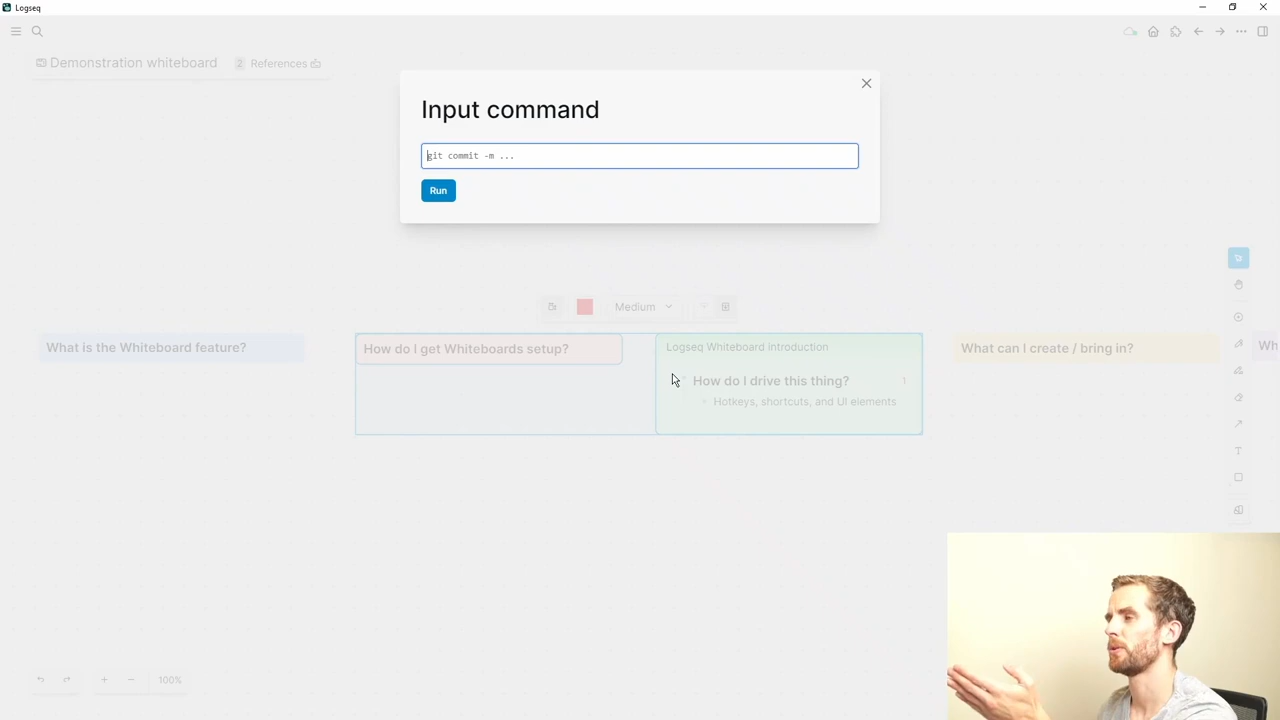 Logseq
Demonstration whiteboard
2 References
Input command
git commit -m ...
Run
Medium
What is the Whiteboard feature?
How do I get Whiteboards setup?
Logseq Whiteboard introduction
How do I drive this thing?
1
Hotkeys, shortcuts, and UI elements
What can I create / bring in?
Wh
T
100%